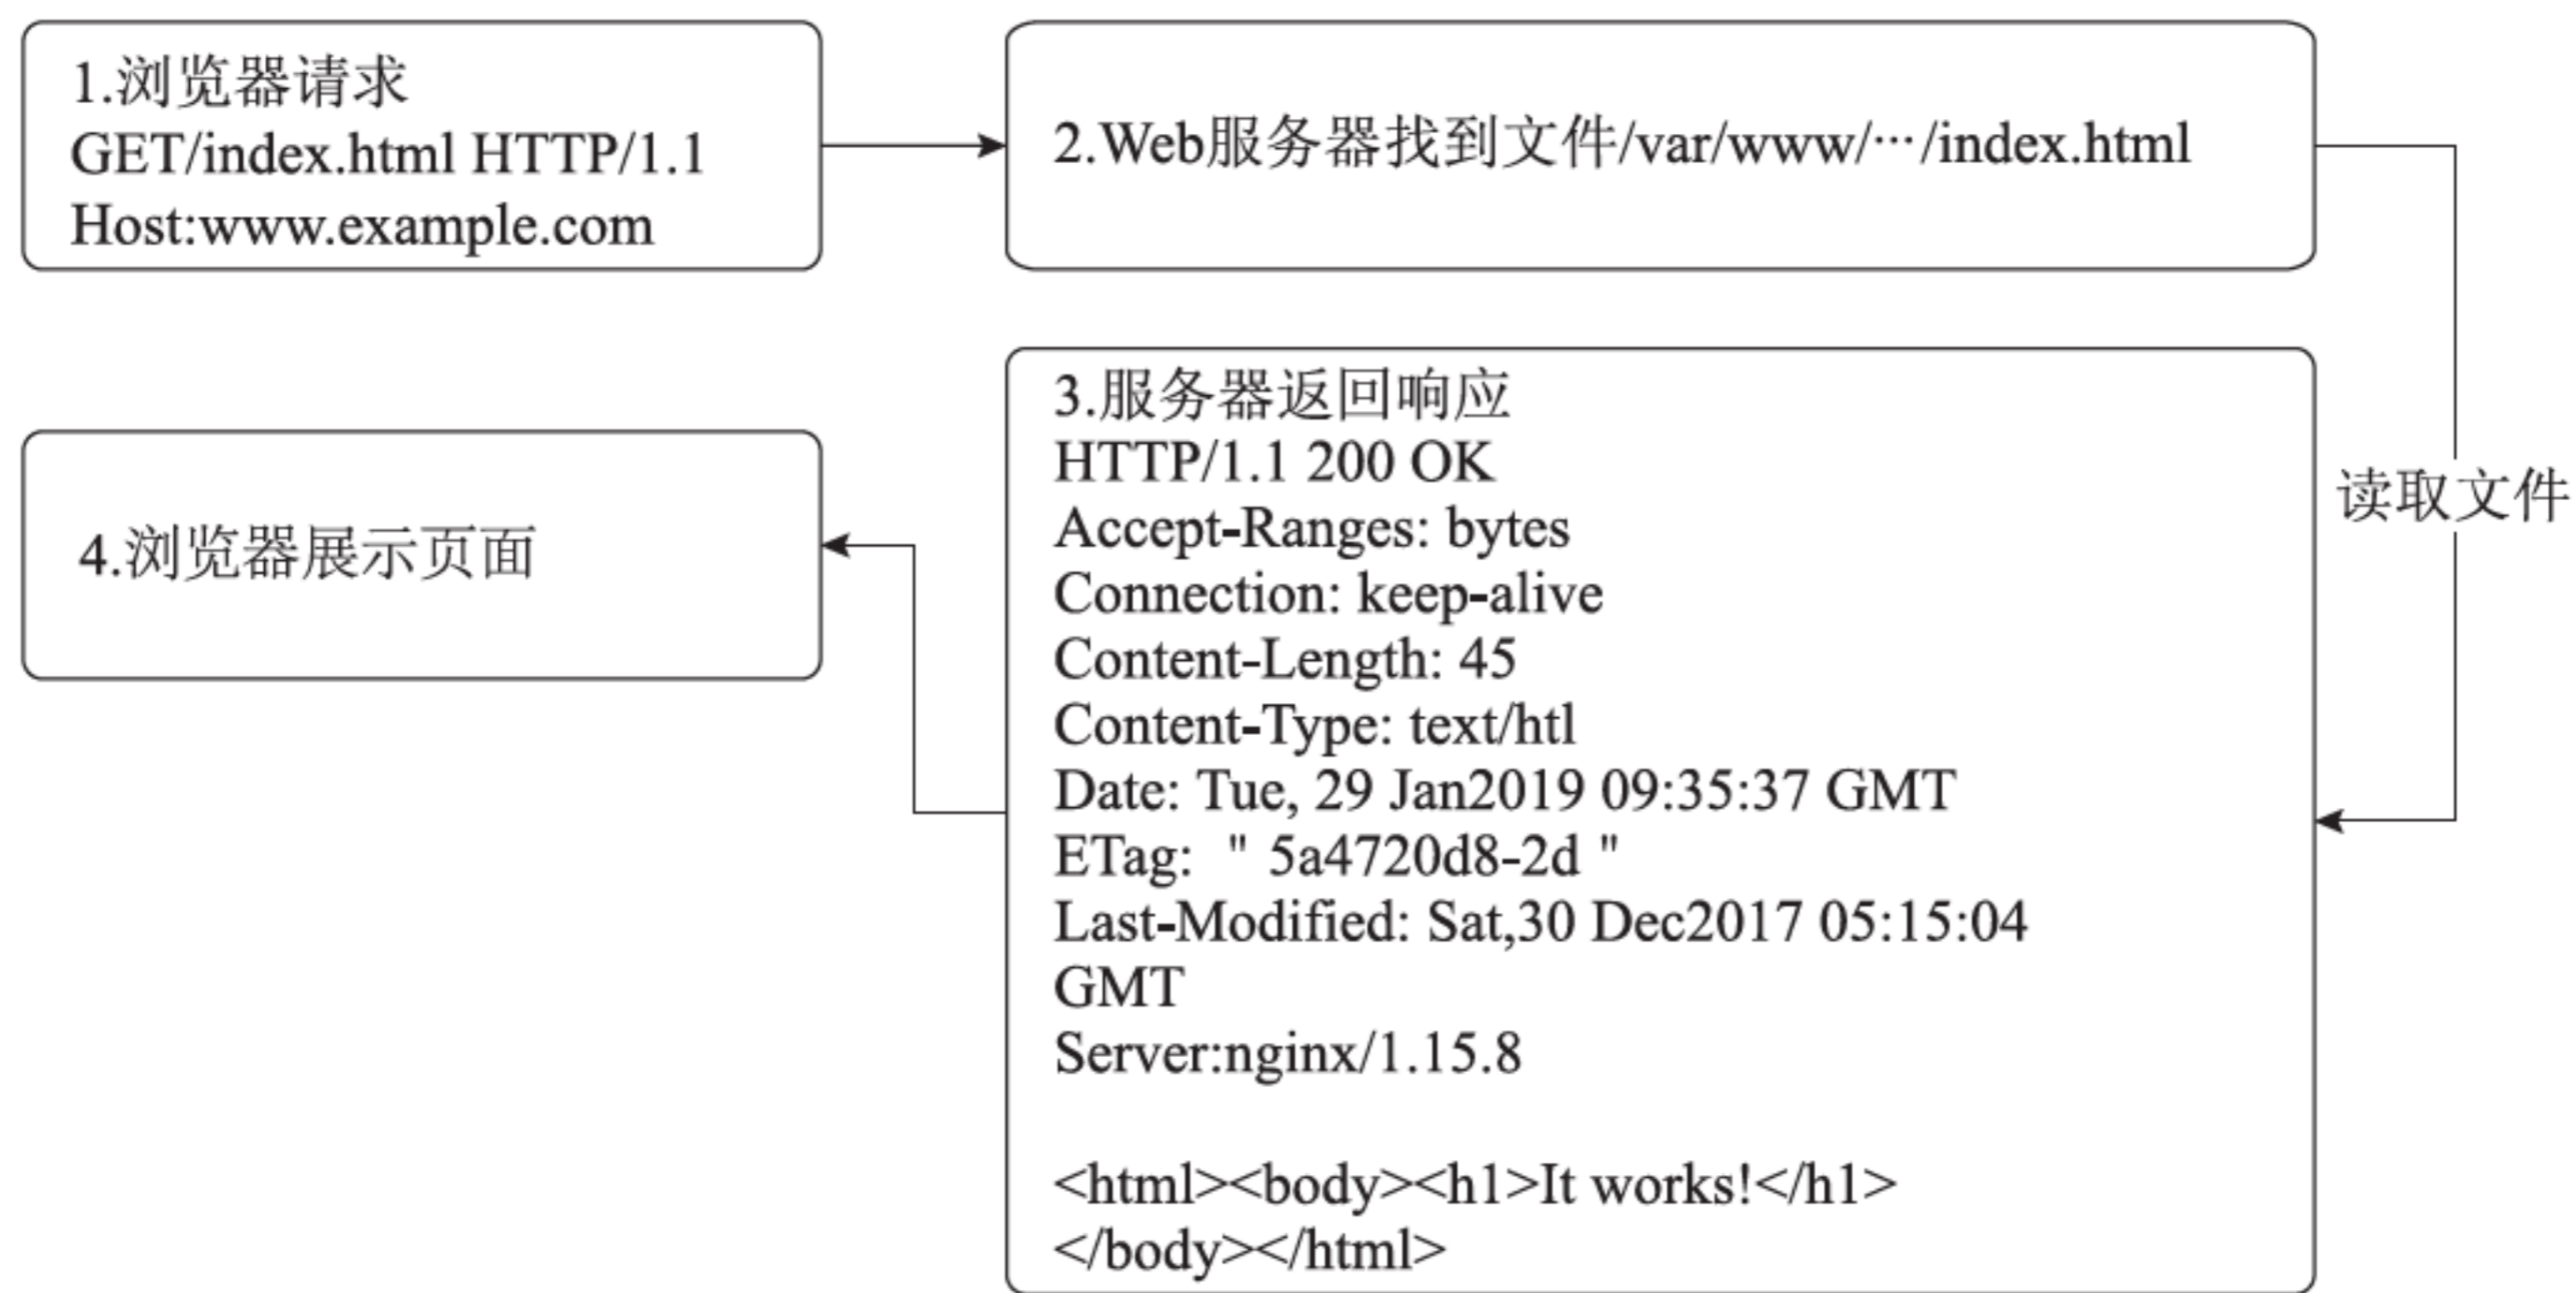 1.浏览器请求
GET/index.html HTTP/1.1
Host:www.example.com
2.Web服务器找到文件/var/www/…/index.html
读取文件
3.服务器返回响应
HTTP/1.1 200 OK
Accept-Ranges: bytes
Connection: keep-alive
Content-Length: 45
Content-Type: text/htl
Date: Tue, 29 Jan2019 09:35:37 GMT
ETag: " 5a4720d8-2d "
Last-Modified: Sat,30 Dec2017 05:15:04
GMT
Server:nginx/1.15.8
<html><body><h1>It works!</h1>
</body></html>
4.浏览器展示页面